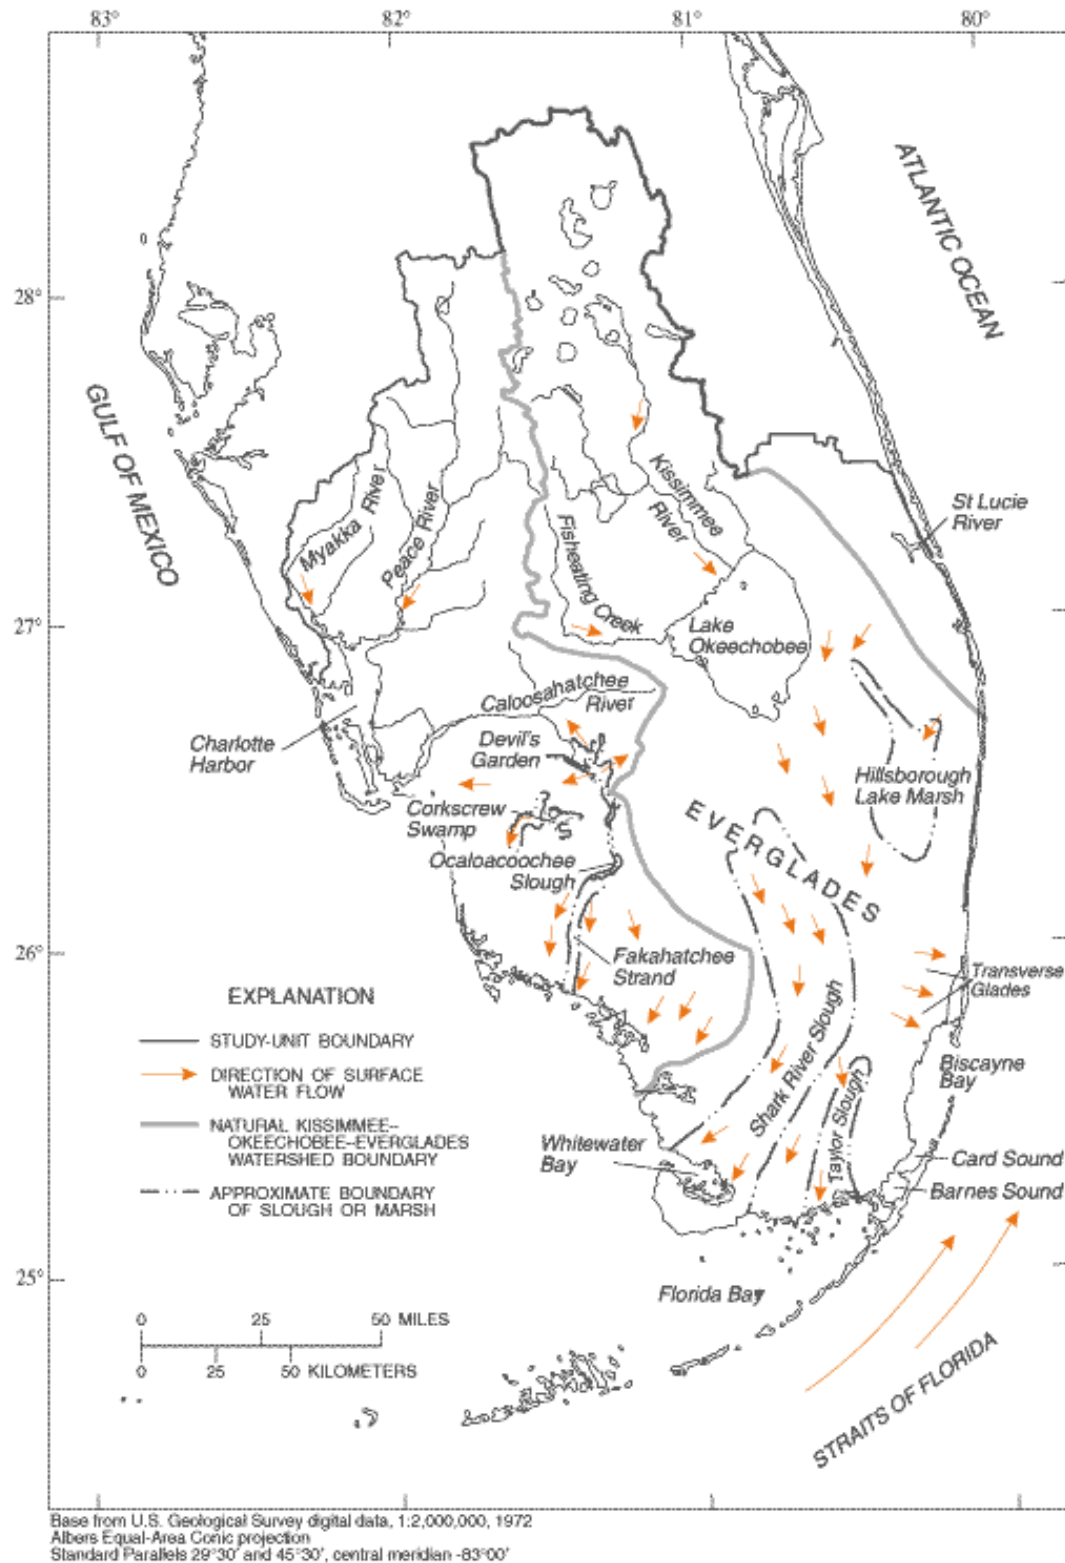 83° 82° 81° 80°
ATLANTIC OCEAN
28°
GULF OF MEXICO
Kissimmee
River
St Lucie
River
Myakka River
Peace River
Fisheating Creek
27°
Lake
Okeechobee
Caloosahatchee
River
Charlotte
Harbor
Devil's
Garden
Hillsborough
Lake Marsh
Corkscrew
Swamp
EVERGLADES
Ocaloacoochee
Slough
26°
Fakahatchee
Strand
Transverse
Glades
EXPLANATION
STUDY-UNIT BOUNDARY
DIRECTION OF SURFACE
WATER FLOW
NATURAL KISSIMMEE--
OKEECHOBEE--EVERGLADES
WATERSHED BOUNDARY
APPROXIMATE BOUNDARY
OF SLOUGH OR MARSH
Shark River Slough
Taylor Slough
Biscayne
Bay
Whitewater
Bay
Card Sound
Barnes Sound
25°
Florida Bay
0 25 50 MILES
0 25 50 KILOMETERS
STRAITS OF FLORIDA
83° 82° 81° 80°
Base from U.S. Geological Survey digital data, 1:2,000,000, 1972
Albers Equal-Area Conic projection
Standard Parallels 29°30' and 45°30', central meridian -83°00'